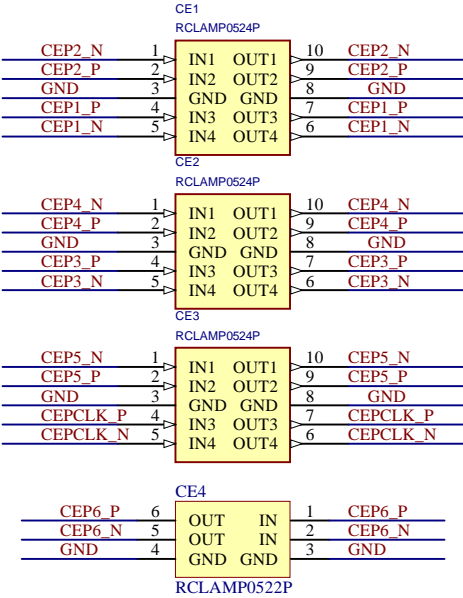 CE1
RCLAMP0524P
CEP2_N 1 IN1 OUT1 10 CEP2_N
CEP2_P 2 IN2 OUT2 9 CEP2_P
GND 3 GND GND 8 GND
CEP1_P 4 IN3 OUT3 7 CEP1_P
CEP1_N 5 IN4 OUT4 6 CEP1_N
CE2
RCLAMP0524P
CEP4_N 1 IN1 OUT1 10 CEP4_N
CEP4_P 2 IN2 OUT2 9 CEP4_P
GND 3 GND GND 8 GND
CEP3_P 4 IN3 OUT3 7 CEP3_P
CEP3_N 5 IN4 OUT4 6 CEP3_N
CE3
RCLAMP0524P
CEP5_N 1 IN1 OUT1 10 CEP5_N
CEP5_P 2 IN2 OUT2 9 CEP5_P
GND 3 GND GND 8 GND
CEPCLK_P 4 IN3 OUT3 7 CEPCLK_P
CEPCLK_N 5 IN4 OUT4 6 CEPCLK_N
CE4
CEP6_P 6 OUT IN 1 CEP6_P
CEP6_N 5 OUT IN 2 CEP6_N
GND 4 GND GND 3 GND
RCLAMP0522P